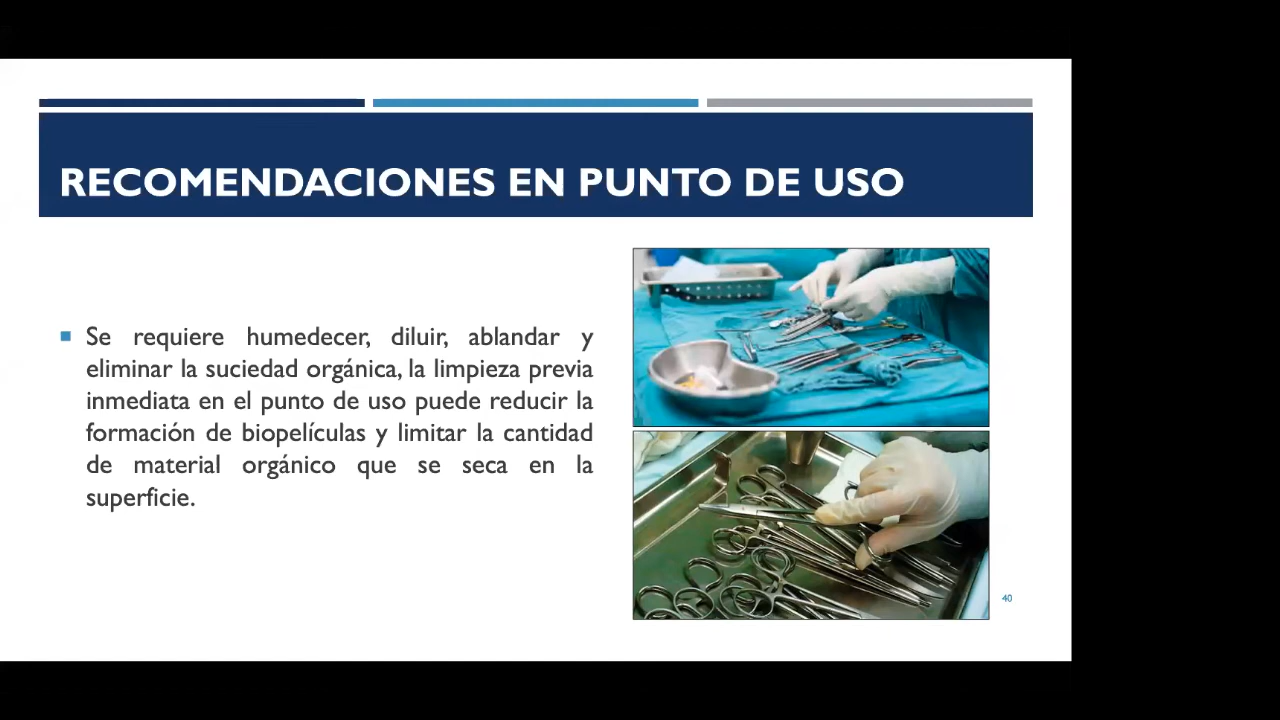 RECOMENDACIONES EN PUNTO DE USO
Se requiere humedecer, diluir, ablandar y
eliminar la suciedad orgánica, la limpieza previa
inmediata en el punto de uso puede reducir la
formación de biopelículas y limitar la cantidad
de material orgánico que se seca en la
superficie.
40